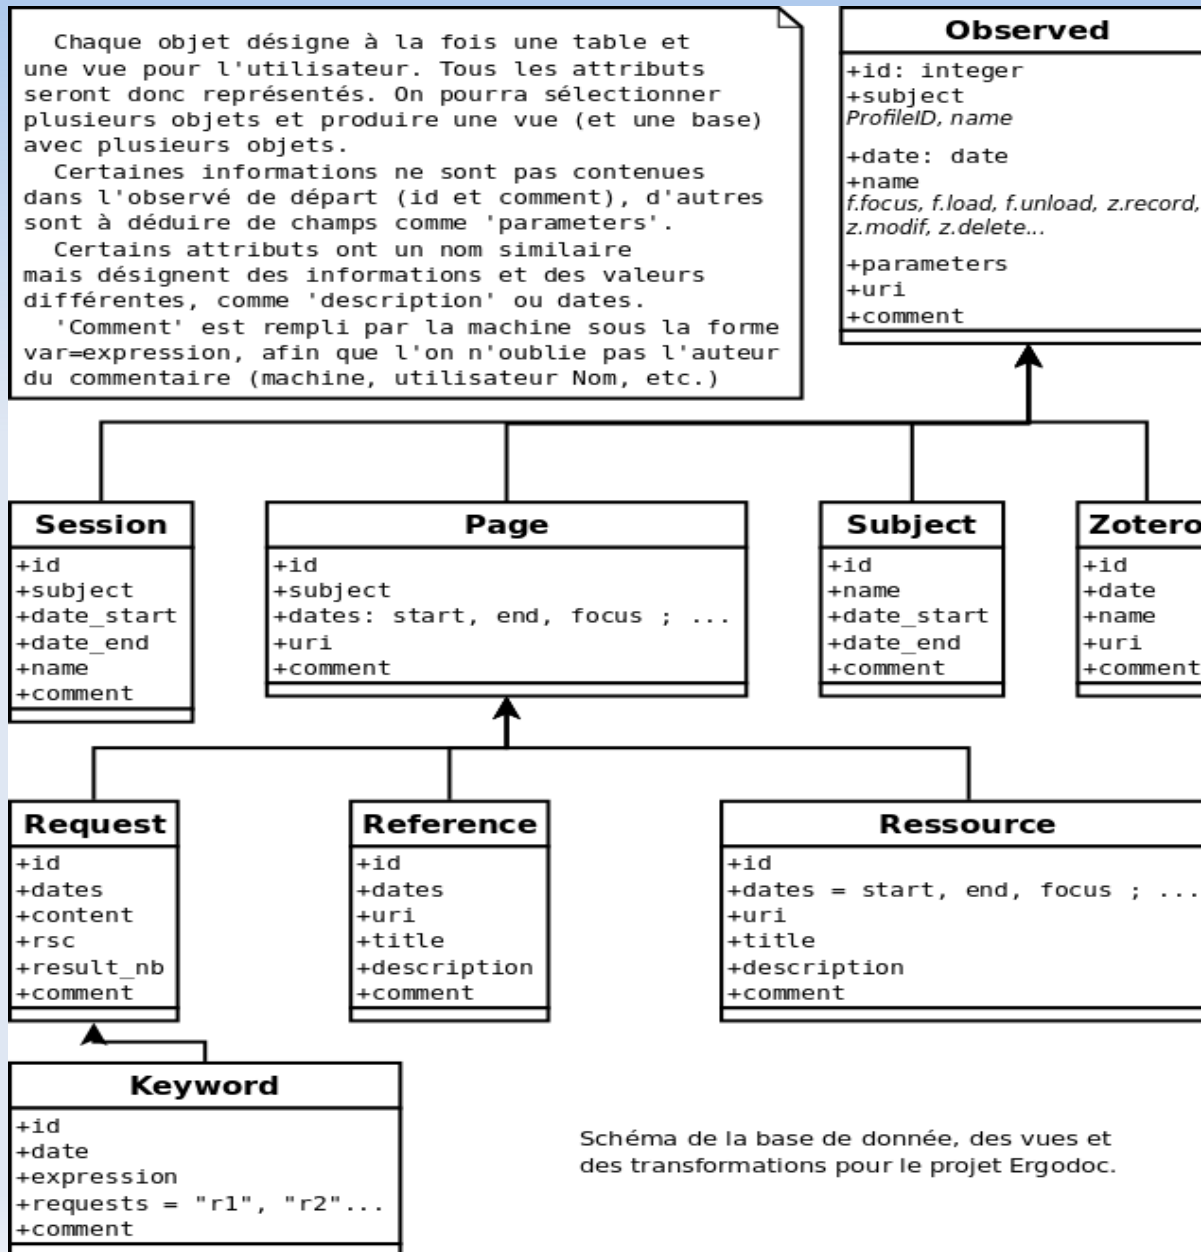 Chaque objet désigne à la fois une table et
une vue pour l'utilisateur. Tous les attributs
seront donc représentés. On pourra sélectionner
plusieurs objets et produire une vue (et une base)
avec plusieurs objets.
Certaines informations ne sont pas contenues
dans l'observé de départ (id et comment), d'autres
sont à déduire de champs comme 'parameters'.
Certains attributs ont un nom similaire
mais désignent des informations et des valeurs
différentes, comme 'description' ou dates.
'Comment' est rempli par la machine sous la forme
var=expression, afin que l'on n'oublie pas l'auteur
du commentaire (machine, utilisateur Nom, etc.)
Observed
+id: integer
+subject
ProfileID, name
+date: date
+name
f.focus, f.load, f.unload, z.record,
z.modif, z.delete...
+parameters
+uri
+comment
Session
+id
+subject
+date_start
+date_end
+name
+comment
Page
+id
+subject
+dates: start, end, focus ; ...
+uri
+comment
Subject
+id
+name
+date_start
+date_end
+comment
Zotero
+id
+date
+name
+uri
+comment
Request
+id
+dates
+content
+rsc
+result_nb
+comment
Reference
+id
+dates
+uri
+title
+description
+comment
Ressource
+id
+dates = start, end, focus ; ...
+uri
+title
+description
+comment
Keyword
+id
+date
+expression
+requests = "r1", "r2"...
+comment
Schéma de la base de donnée, des vues et
des transformations pour le projet Ergodoc.